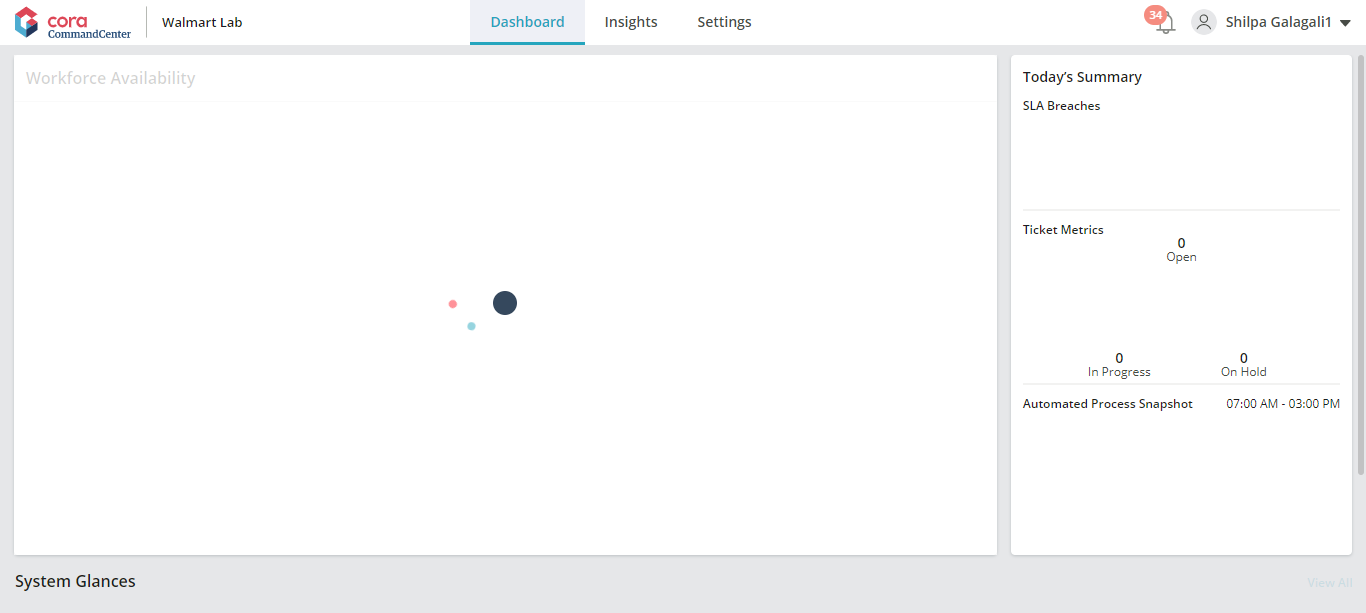 cora
CommandCenter
Walmart Lab
Dashboard
Insights
Settings
34
Shilpa Galagali1
Workforce Availability
Today’s Summary
SLA Breaches
Ticket Metrics
0
Open
0
In Progress
0
On Hold
Automated Process Snapshot
07:00 AM - 03:00 PM
System Glances
View All